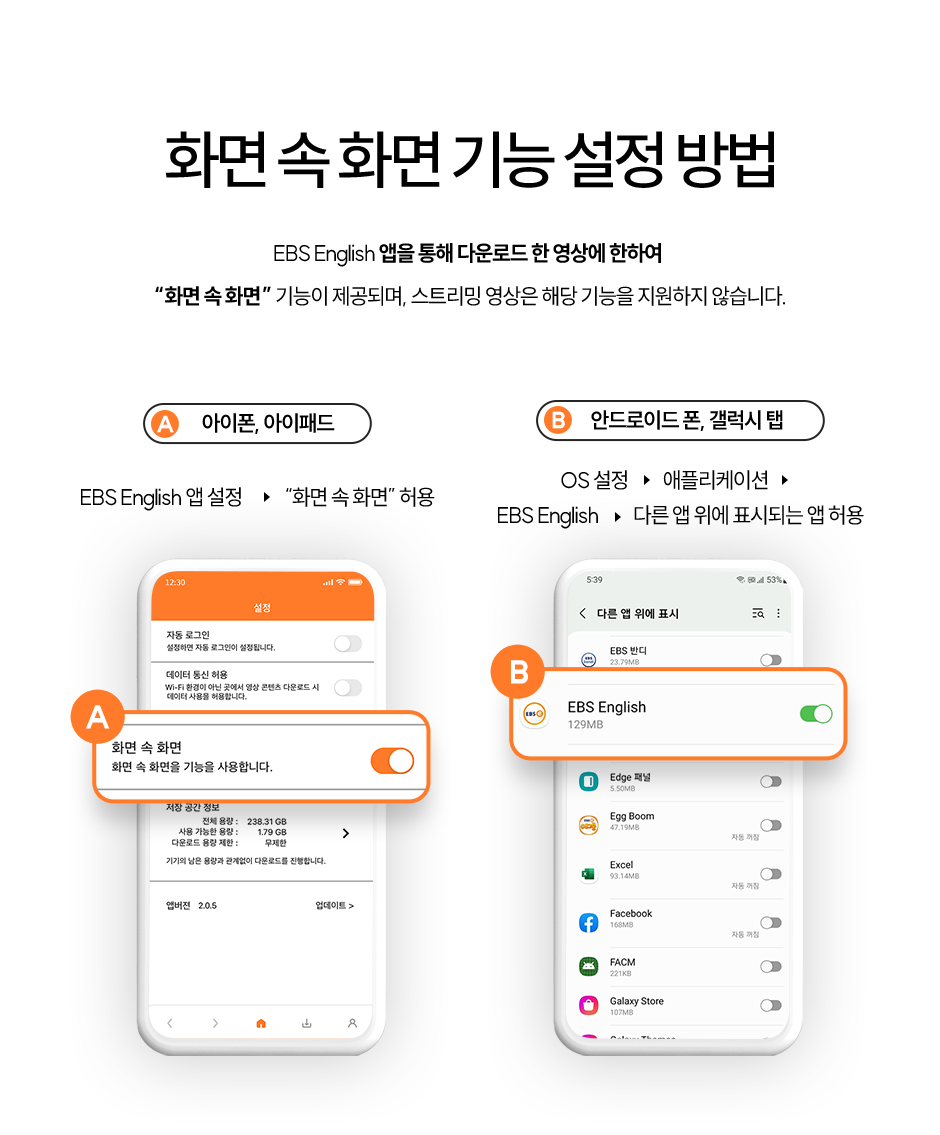 화면 속 화면 기능 설정 방법
EBS English 앱을 통해 다운로드 한 영상에 한하여
“화면 속 화면” 기능이 제공되며, 스트리밍 영상은 해당 기능을 지원하지 않습니다.
A 아이폰, 아이패드
EBS English 앱 설정 ▶ “화면 속 화면” 허용
12:30
설정
자동 로그인
설정하면 자동 로그인이 설정됩니다.
데이터 통신 허용
Wi-Fi 환경이 아닌 곳에서 영상 콘텐츠 다운로드 시
데이터 사용을 허용합니다.
A
화면 속 화면
화면 속 화면을 기능을 사용합니다.
저장 공간 정보
전체 용량 : 238.31 GB
사용 가능한 용량 : 1.79 GB
다운로드 용량 제한 : 무제한
기기의 남은 용량과 관계없이 다운로드를 진행합니다.
앱버젼 2.0.5 업데이트 >
B 안드로이드 폰, 갤럭시 탭
OS 설정 ▶ 애플리케이션 ▶
EBS English ▶ 다른 앱 위에 표시되는 앱 허용
5:39 53%
다른 앱 위에 표시
EBS 반디
23.79MB
B
EBS
EBS English
129MB
Edge 패널
5.50MB
Egg Boom
47.19MB
자동 꺼짐
Excel
93.14MB
자동 꺼짐
Facebook
168MB
자동 꺼짐
FACM
221KB
Galaxy Store
107MB
Galaxy Themes